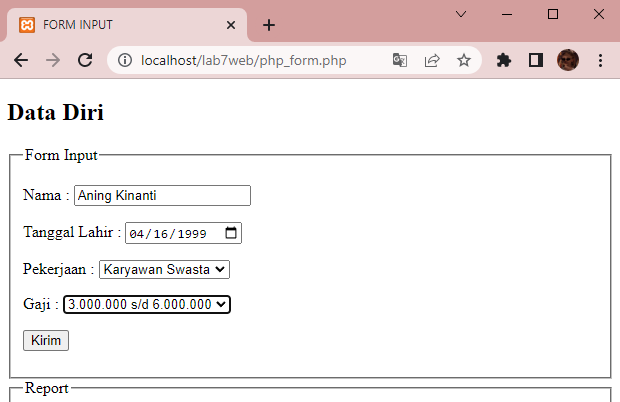 FORM INPUT
localhost/lab7web/php_form.php
Data Diri
Form Input
Nama : Aning Kinanti
Tanggal Lahir : 04/16/1999
Pekerjaan : Karyawan Swasta
Gaji : 3.000.000 s/d 6.000.000
Kirim
Report